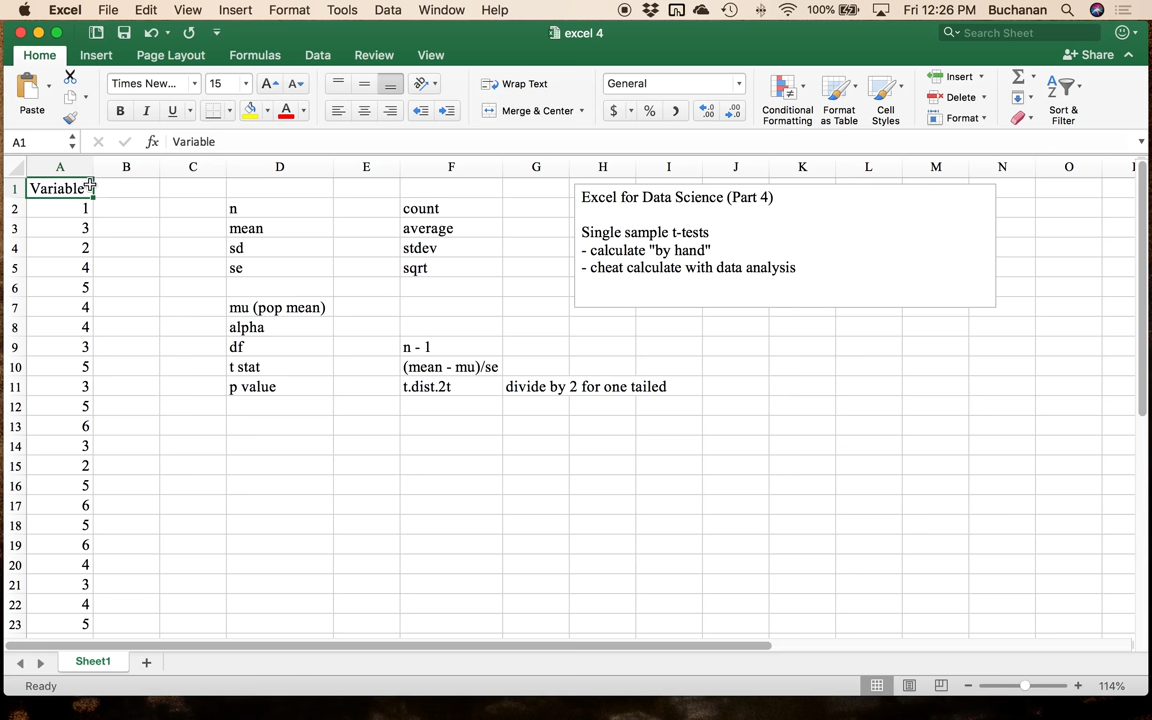 Excel File Edit View Insert Format Tools Data Window Help 100% Fri 12:26 PM Buchanan
excel 4 Search Sheet
Home Insert Page Layout Formulas Data Review View Share
Times New... 15 A A Wrap Text General Insert
Paste Conditional Formatting Format as Table Cell Styles Delete Sort & Filter
B I U A Merge & Center $ % Format
A1 fx Variable
A B C D E F G H I J K L M N O
1 Variable
2 1 n count
3 3 mean average
4 2 sd stdev
5 4 se sqrt
6 5
7 4 mu (pop mean)
8 4 alpha
9 3 df n - 1
10 5 t stat (mean - mu)/se
11 3 p value t.dist.2t divide by 2 for one tailed
12 5
13 6
14 3
15 2
16 5
17 6
18 5
19 6
20 4
21 3
22 4
23 5
Excel for Data Science (Part 4)
Single sample t-tests
- calculate "by hand"
- cheat calculate with data analysis
Sheet1
Ready 114%